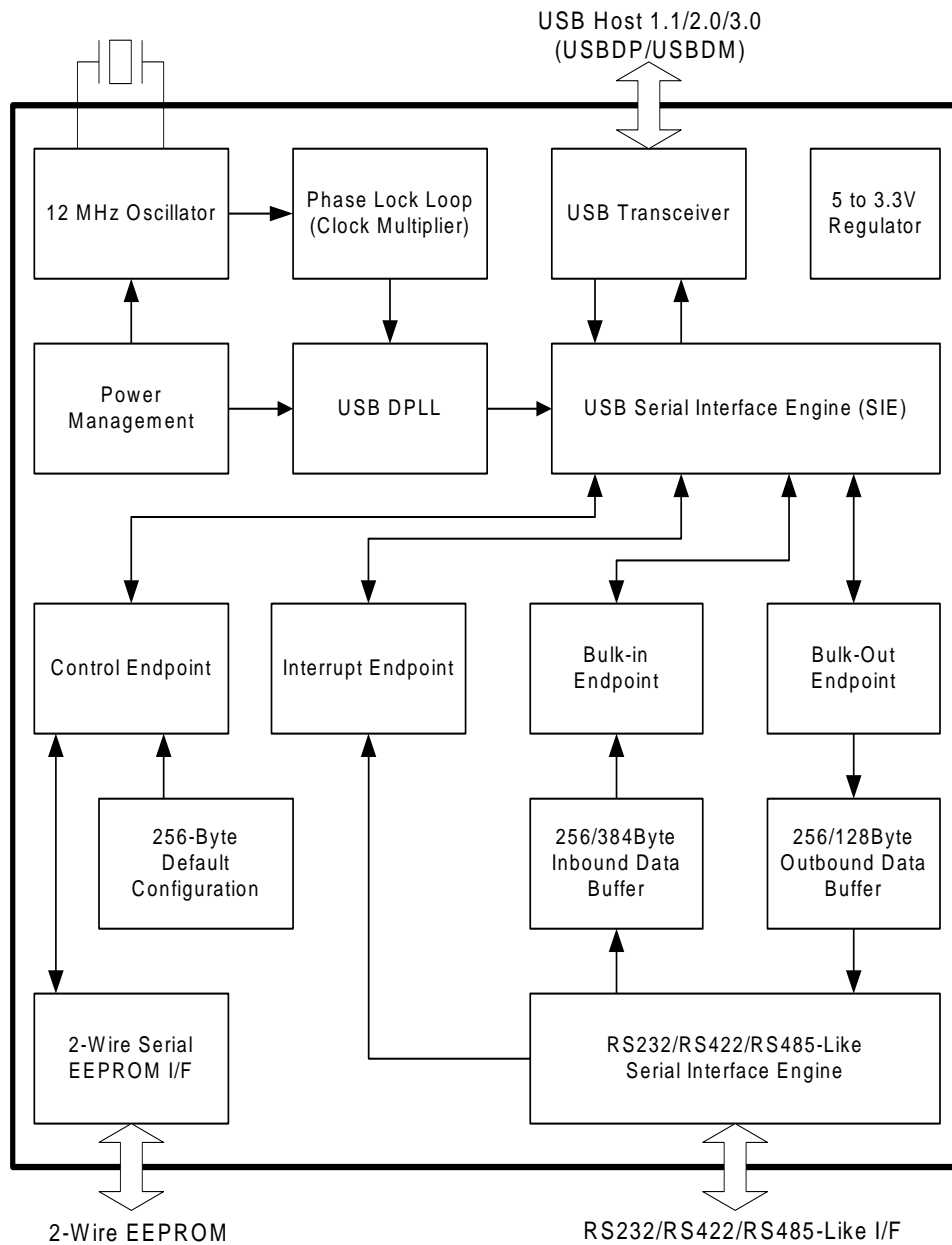 USB Host 1.1/2.0/3.0
(USBDP/USBDM)
12 MHz Oscillator
Phase Lock Loop
(Clock Multiplier)
USB Transceiver
5 to 3.3V
Regulator
Power
Management
USB DPLL
USB Serial Interface Engine (SIE)
Control Endpoint
Interrupt Endpoint
Bulk-in
Endpoint
Bulk-Out
Endpoint
256-Byte
Default
Configuration
256/384Byte
Inbound Data
Buffer
256/128Byte
Outbound Data
Buffer
2-Wire Serial
EEPROM I/F
RS232/RS422/RS485-Like
Serial Interface Engine
2-Wire EEPROM
RS232/RS422/RS485-Like I/F